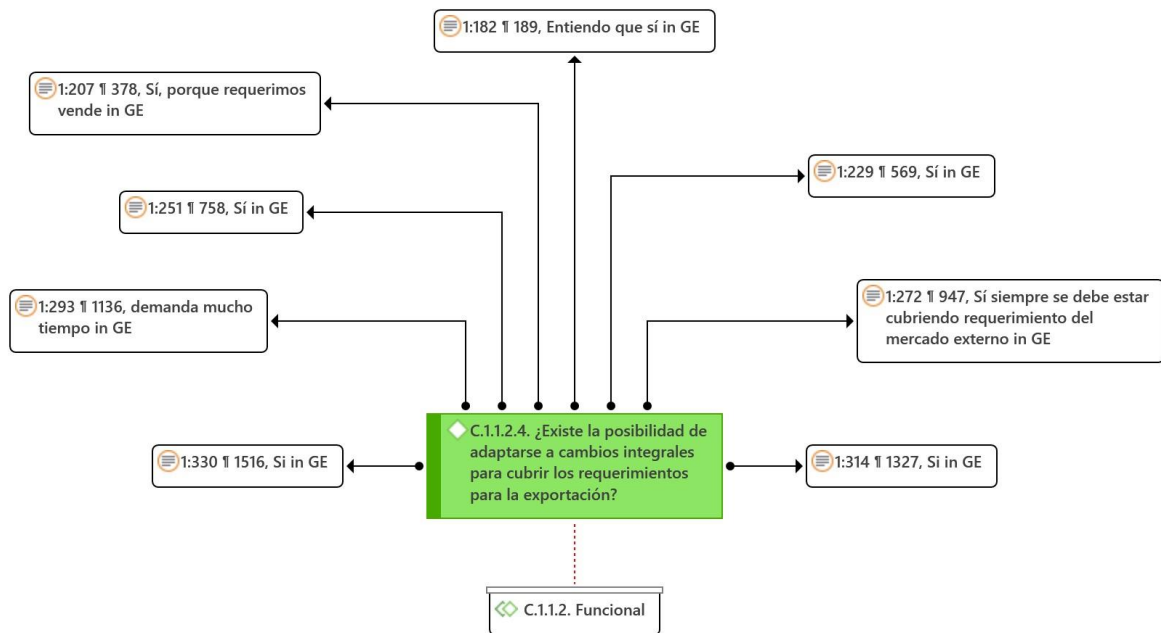 1:182 ¶ 189, Entiendo que sí in GE
1:207 ¶ 378, Sí, porque requerimos
vende in GE
1:229 ¶ 569, Sí in GE
1:251 ¶ 758, Sí in GE
1:293 ¶ 1136, demanda mucho
tiempo in GE
1:272 ¶ 947, Sí siempre se debe estar
cubriendo requerimiento del
mercado externo in GE
C.1.1.2.4. ¿Existe la posibilidad de
adaptarse a cambios integrales
para cubrir los requerimientos
para la exportación?
1:330 ¶ 1516, Si in GE
1:314 ¶ 1327, Si in GE
C.1.1.2. Funcional